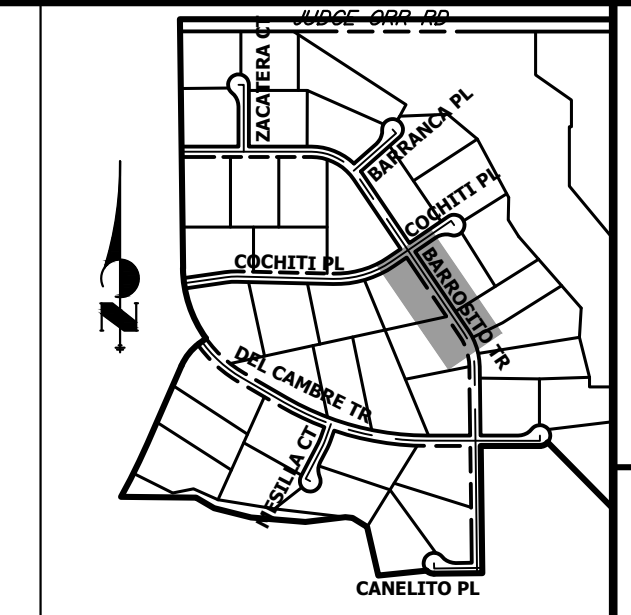 JUDGE ORR RD
ZACATERA CT
BARRANCA PL
COCHITI PL
COCHITI PL
BARROSITO TR
N
DEL CAMBRE TR
MESILLA CT
CANELITO PL